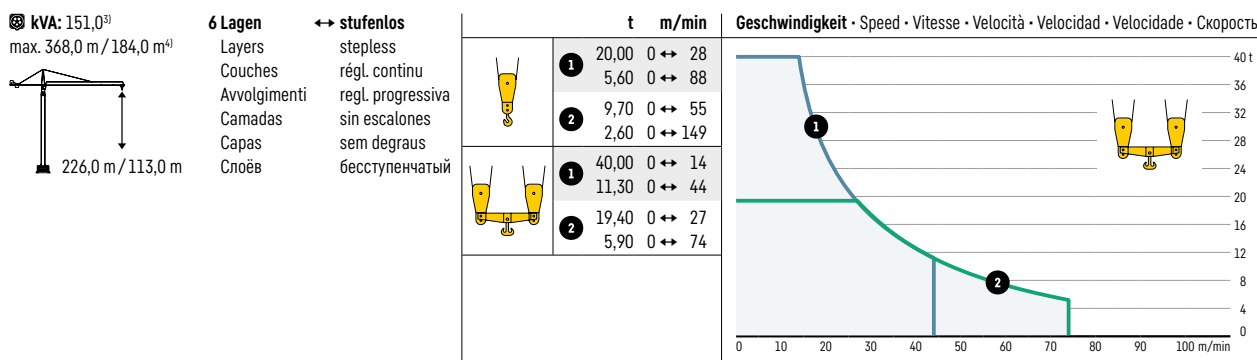 kVA: 151,0³⁾
max. 368,0 m / 184,0 m⁴⁾
226,0 m / 113,0 m
6 Lagen ↔ stufenlos
Layers stepless
Couches régl. continu
Avvolgimenti regl. progressiva
Camadas sin escalones
Capas sem degraus
Слоёв бесступенчатый
t m/min
1 20,00 0 ↔ 28
5,60 0 ↔ 88
2 9,70 0 ↔ 55
2,60 0 ↔ 149
1 40,00 0 ↔ 14
11,30 0 ↔ 44
2 19,40 0 ↔ 27
5,90 0 ↔ 74
Geschwindigkeit · Speed · Vitesse · Velocità · Velocidad · Velocidade · Скорость
40 t
36
32
28
24
20
16
12
8
4
0
1
2
0 10 20 30 40 50 60 70 80 90 100 m/min